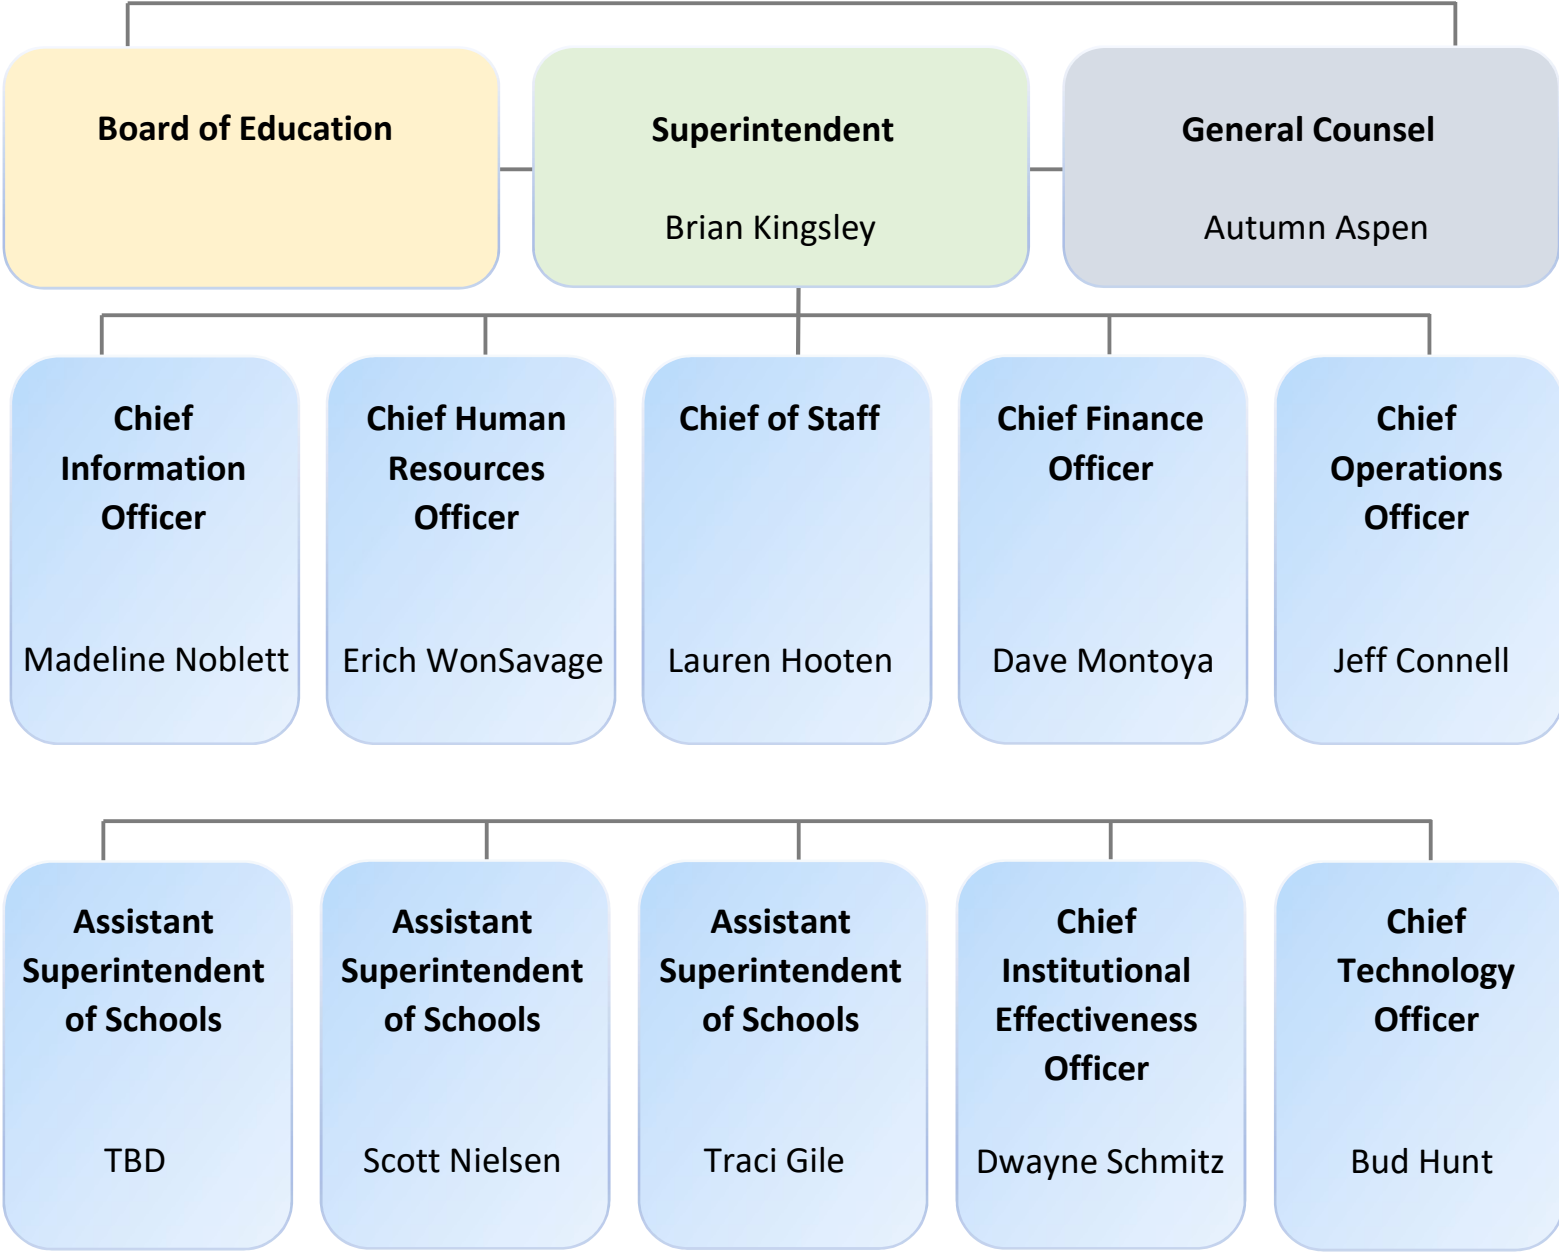 Board of Education
Superintendent
Brian Kingsley
General Counsel
Autumn Aspen
Chief
Information
Officer
Madeline Noblett
Chief Human
Resources
Officer
Erich WonSavage
Chief of Staff
Lauren Hooten
Chief Finance
Officer
Dave Montoya
Chief
Operations
Officer
Jeff Connell
Assistant
Superintendent
of Schools
TBD
Assistant
Superintendent
of Schools
Scott Nielsen
Assistant
Superintendent
of Schools
Traci Gile
Chief
Institutional
Effectiveness
Officer
Dwayne Schmitz
Chief
Technology
Officer
Bud Hunt